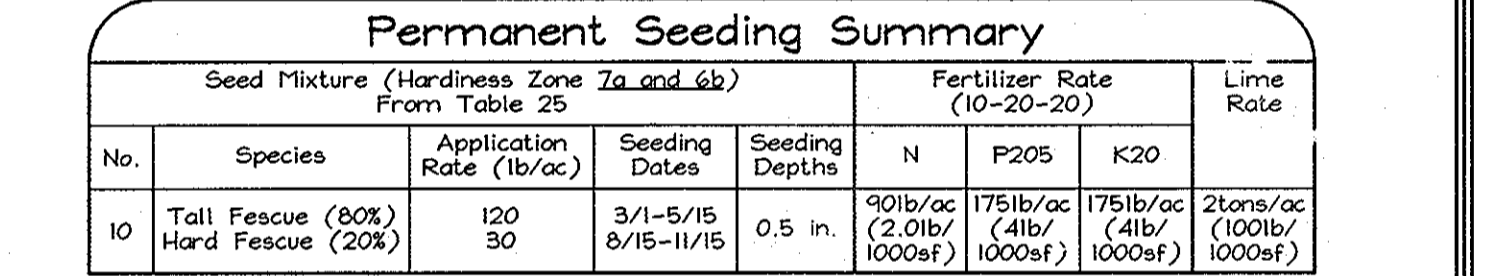 Permanent Seeding Summary
Seed Mixture (Hardiness Zone 7a and 6b)
From Table 25
Fertilizer Rate
(10-20-20)
Lime
Rate
No.
Species
Application
Rate (lb/ac)
Seeding
Dates
Seeding
Depths
N
P205
K20
10
Tall Fescue (80%)
Hard Fescue (20%)
120
30
3/1-5/15
8/15-11/15
0.5 in.
90lb/ac
(2.0lb/
1000sf)
175lb/ac
(4lb/
1000sf)
175lb/ac
(4lb/
1000sf)
2tons/ac
(100lb/
1000sf)